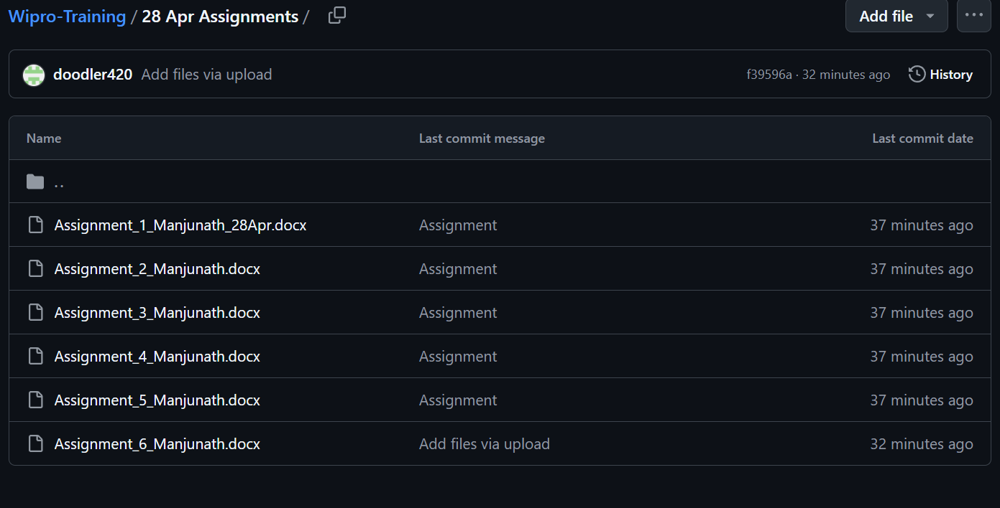 Wipro-Training / 28 Apr Assignments / Add file ...
doodler420 Add files via upload f39596a · 32 minutes ago History
Name Last commit message Last commit date
..
Assignment_1_Manjunath_28Apr.docx Assignment 37 minutes ago
Assignment_2_Manjunath.docx Assignment 37 minutes ago
Assignment_3_Manjunath.docx Assignment 37 minutes ago
Assignment_4_Manjunath.docx Assignment 37 minutes ago
Assignment_5_Manjunath.docx Assignment 37 minutes ago
Assignment_6_Manjunath.docx Add files via upload 32 minutes ago